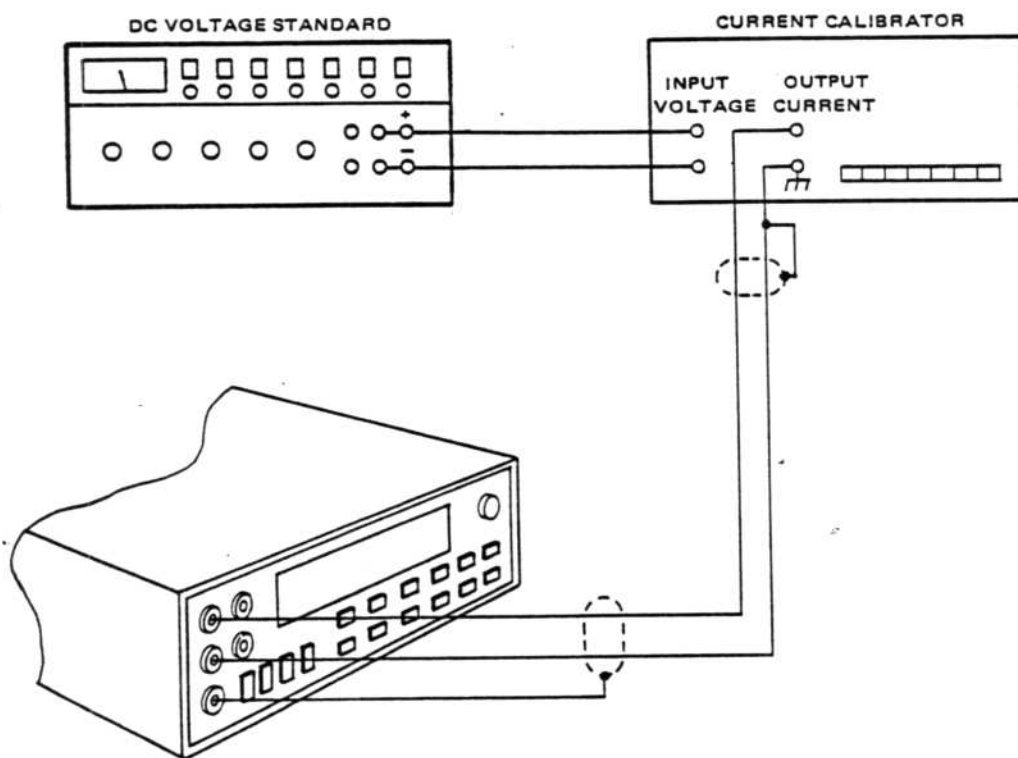 DC VOLTAGE STANDARD
CURRENT CALIBRATOR
INPUT
VOLTAGE
OUTPUT
CURRENT
+
−